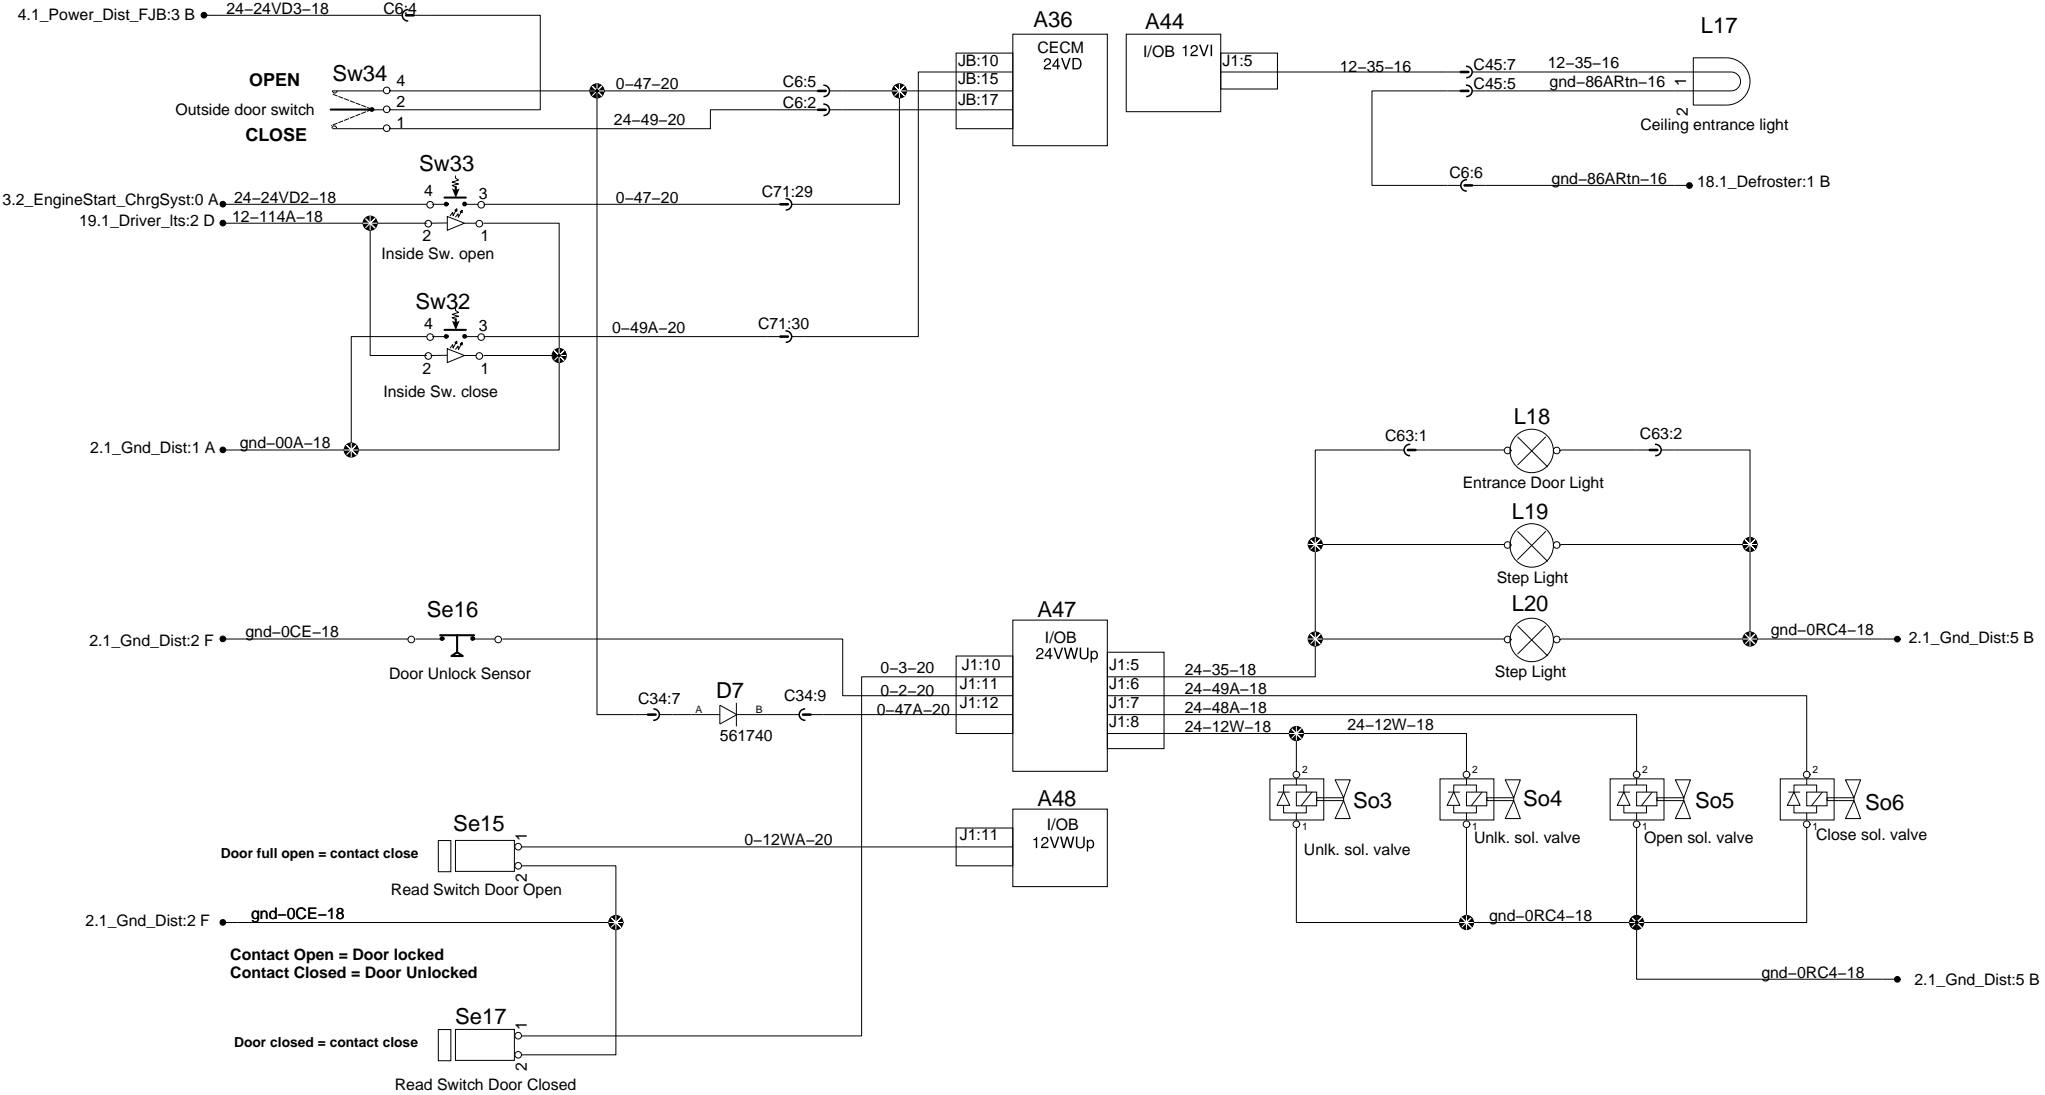 4.1_Power_Dist_FJB:3 B
24-24VD3-18
C6:4
A36
A44
L17
CECM
24VD
JB:10
JB:15
JB:17
I/OB 12VI
J1:5
12-35-16
C45:7
12-35-16
C45:5
gnd-86ARtn-16
1
2
Ceiling entrance light
C6:6
gnd-86ARtn-16
18.1_Defroster:1 B
OPEN
Sw34
4
Outside door switch
2
CLOSE
1
0-47-20
C6:5
C6:2
24-49-20
Sw33
3.2_EngineStart_ChrgSyst:0 A
24-24VD2-18
4
3
0-47-20
C71:29
19.1_Driver_lts:2 D
12-114A-18
2
1
Inside Sw. open
Sw32
4
3
0-49A-20
C71:30
2
1
Inside Sw. close
2.1_Gnd_Dist:1 A
gnd-00A-18
L18
C63:1
C63:2
Entrance Door Light
L19
Step Light
L20
Step Light
gnd-0RC4-18
2.1_Gnd_Dist:5 B
Se16
2.1_Gnd_Dist:2 F
gnd-0CE-18
Door Unlock Sensor
A47
I/OB
24VWUp
0-3-20
J1:10
0-2-20
J1:11
0-47A-20
J1:12
J1:5
24-35-18
J1:6
24-49A-18
J1:7
24-48A-18
J1:8
24-12W-18
24-12W-18
C34:7
A
D7
B
C34:9
561740
2
So3
1
Unlk. sol. valve
2
So4
1
Unlk. sol. valve
2
So5
1
Open sol. valve
2
So6
1
Close sol. valve
A48
I/OB
12VWUp
J1:11
Se15
1
0-12WA-20
Door full open = contact close
2
Read Switch Door Open
2.1_Gnd_Dist:2 F
gnd-0CE-18
gnd-0RC4-18
Contact Open = Door locked
Contact Closed = Door Unlocked
gnd-0RC4-18
2.1_Gnd_Dist:5 B
Se17
1
Door closed = contact close
2
Read Switch Door Closed